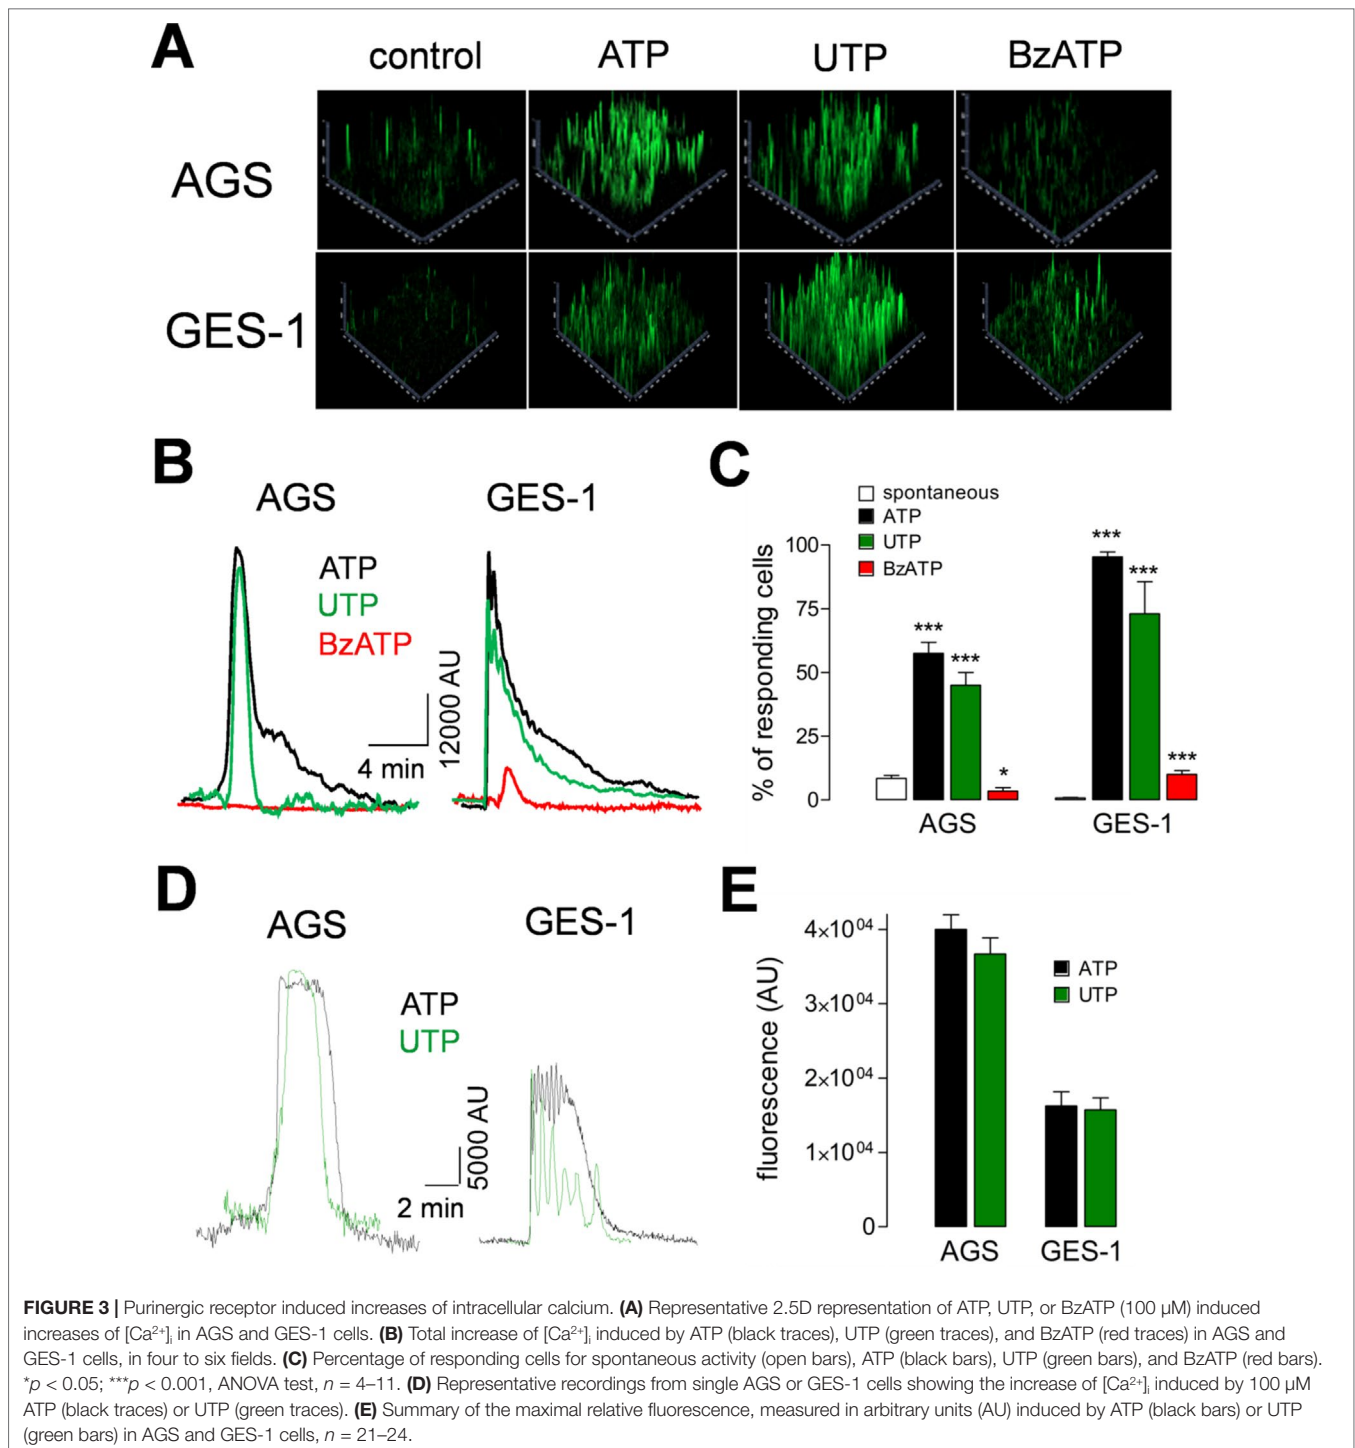 A
control
ATP
UTP
BzATP
AGS
GES-1
B
AGS
GES-1
ATP
UTP
BzATP
12000 AU
4 min
C
spontaneous
ATP
UTP
BzATP
% of responding cells
100
75
50
25
0
***
***
*
***
***
***
AGS
GES-1
D
AGS
GES-1
ATP
UTP
5000 AU
2 min
E
fluorescence (AU)
4×10⁰⁴
3×10⁰⁴
2×10⁰⁴
1×10⁰⁴
0
ATP
UTP
AGS
GES-1
FIGURE 3 | Purinergic receptor induced increases of intracellular calcium. (A) Representative 2.5D representation of ATP, UTP, or BzATP (100 μM) induced
increases of [Ca²⁺]ᵢ in AGS and GES-1 cells. (B) Total increase of [Ca²⁺]ᵢ induced by ATP (black traces), UTP (green traces), and BzATP (red traces) in AGS and
GES-1 cells, in four to six fields. (C) Percentage of responding cells for spontaneous activity (open bars), ATP (black bars), UTP (green bars), and BzATP (red bars).
*p < 0.05; ***p < 0.001, ANOVA test, n = 4–11. (D) Representative recordings from single AGS or GES-1 cells showing the increase of [Ca²⁺]ᵢ induced by 100 μM
ATP (black traces) or UTP (green traces). (E) Summary of the maximal relative fluorescence, measured in arbitrary units (AU) induced by ATP (black bars) or UTP
(green bars) in AGS and GES-1 cells, n = 21–24.